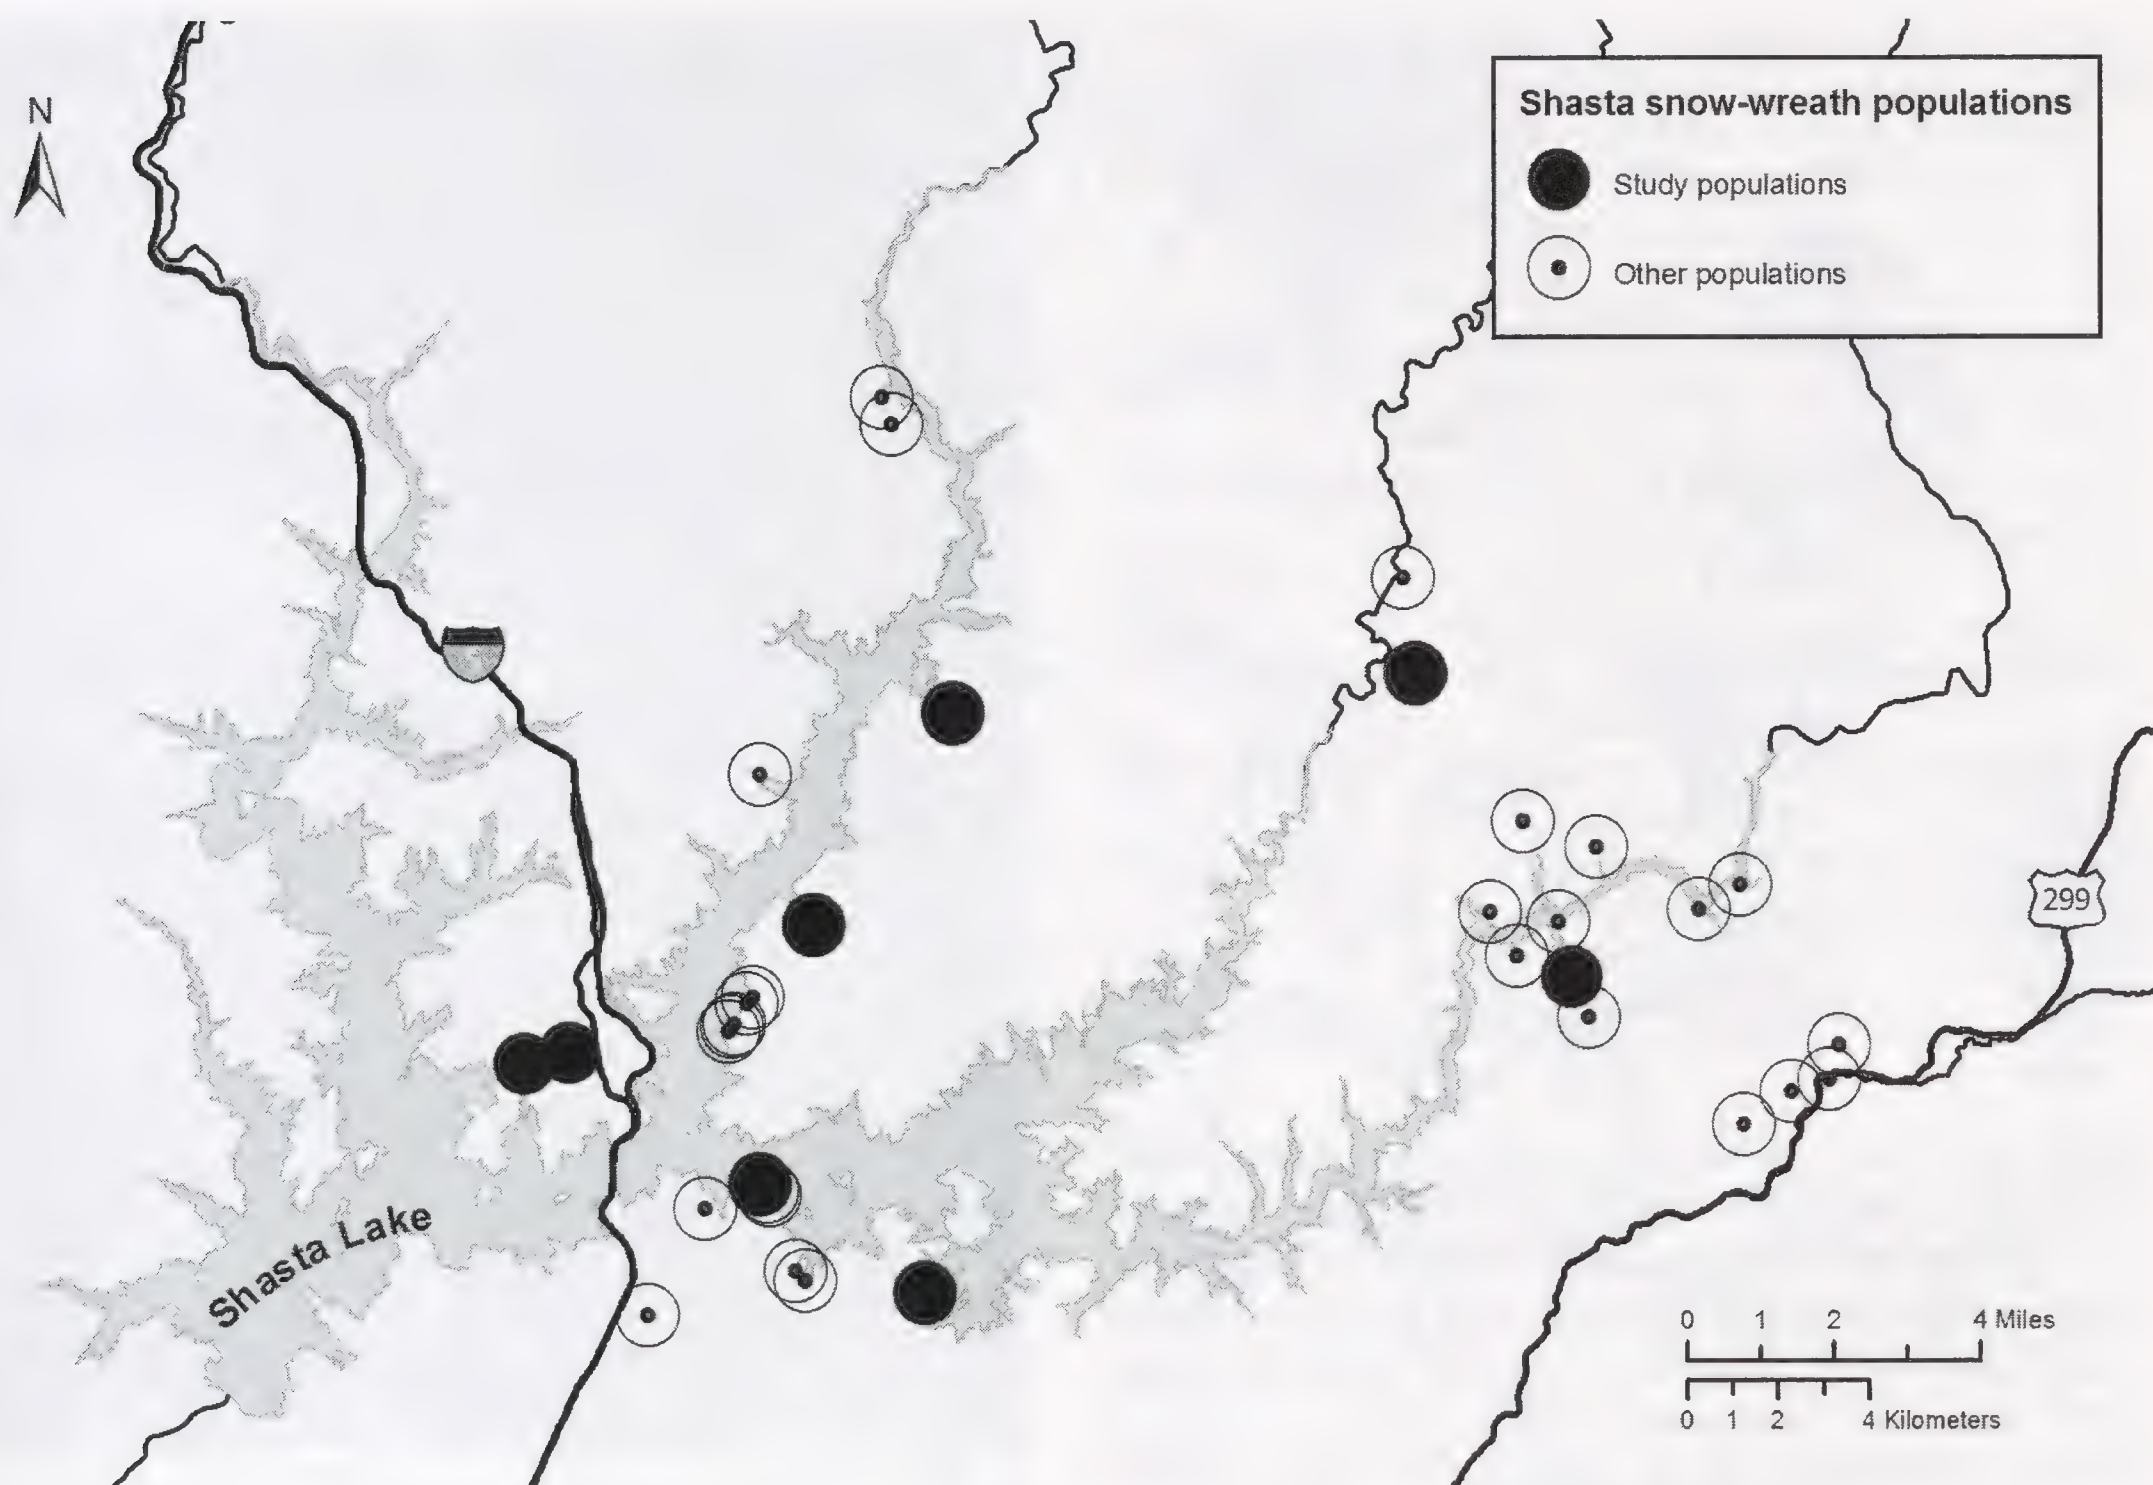 N
Shasta snow-wreath populations
Study populations
Other populations
299
Shasta Lake
0 1 2 4 Miles
0 1 2 4 Kilometers